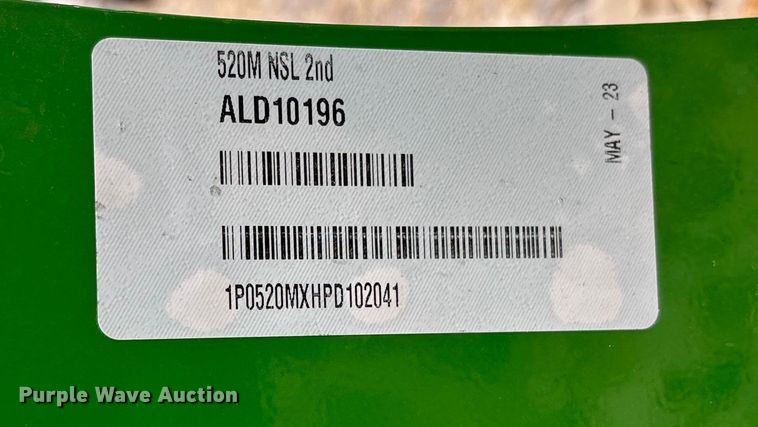 520M NSL 2nd
ALD10196
MAY – 23
1P0520MXHPD102041
Purple Wave Auction